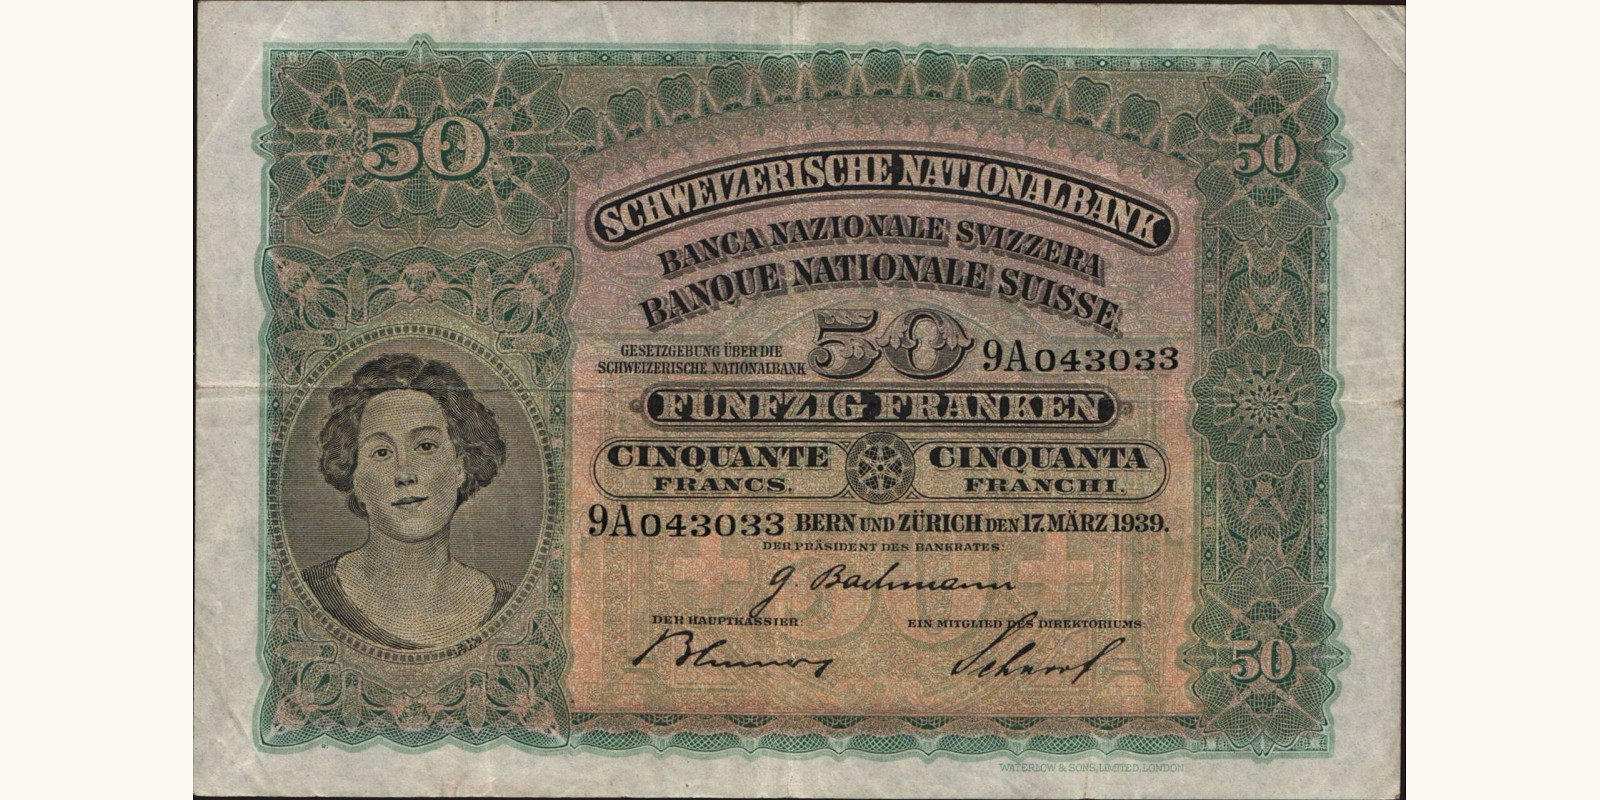 50
50
SCHWEIZERISCHE NATIONALBANK
BANCA NAZIONALE SVIZZERA
BANQUE NATIONALE SUISSE.
GESETZGEBUNG ÜBER DIE
SCHWEIZERISCHE NATIONALBANK
50
9A043033
FÜNFZIG FRANKEN
CINQUANTE
FRANCS.
CINQUANTA
FRANCHI.
9A043033 BERN UND ZÜRICH DEN 17. MÄRZ 1939.
DER PRÄSIDENT DES BANKRATES:
G. Bachmann
DER HAUPTKASSIER:
EIN MITGLIED DES DIREKTORIUMS:
50
50
WATERLOW & SONS, LIMITED. LONDON